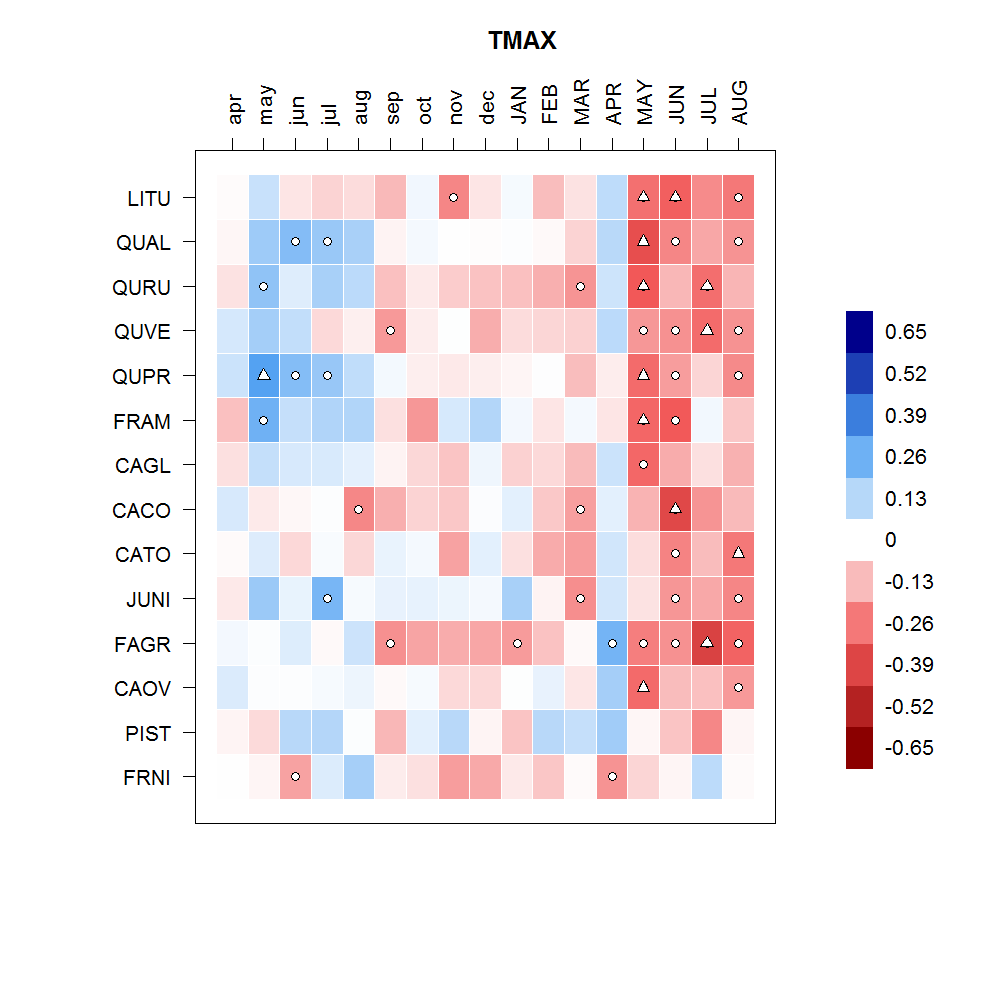 TMAX
apr may jun jul aug sep oct nov dec JAN FEB MAR APR MAY JUN JUL AUG
LITU
QUAL
QURU
QUVE
QUPR
FRAM
CAGL
CACO
CATO
JUNI
FAGR
CAOV
PIST
FRNI
0.65
0.52
0.39
0.26
0.13
0
-0.13
-0.26
-0.39
-0.52
-0.65